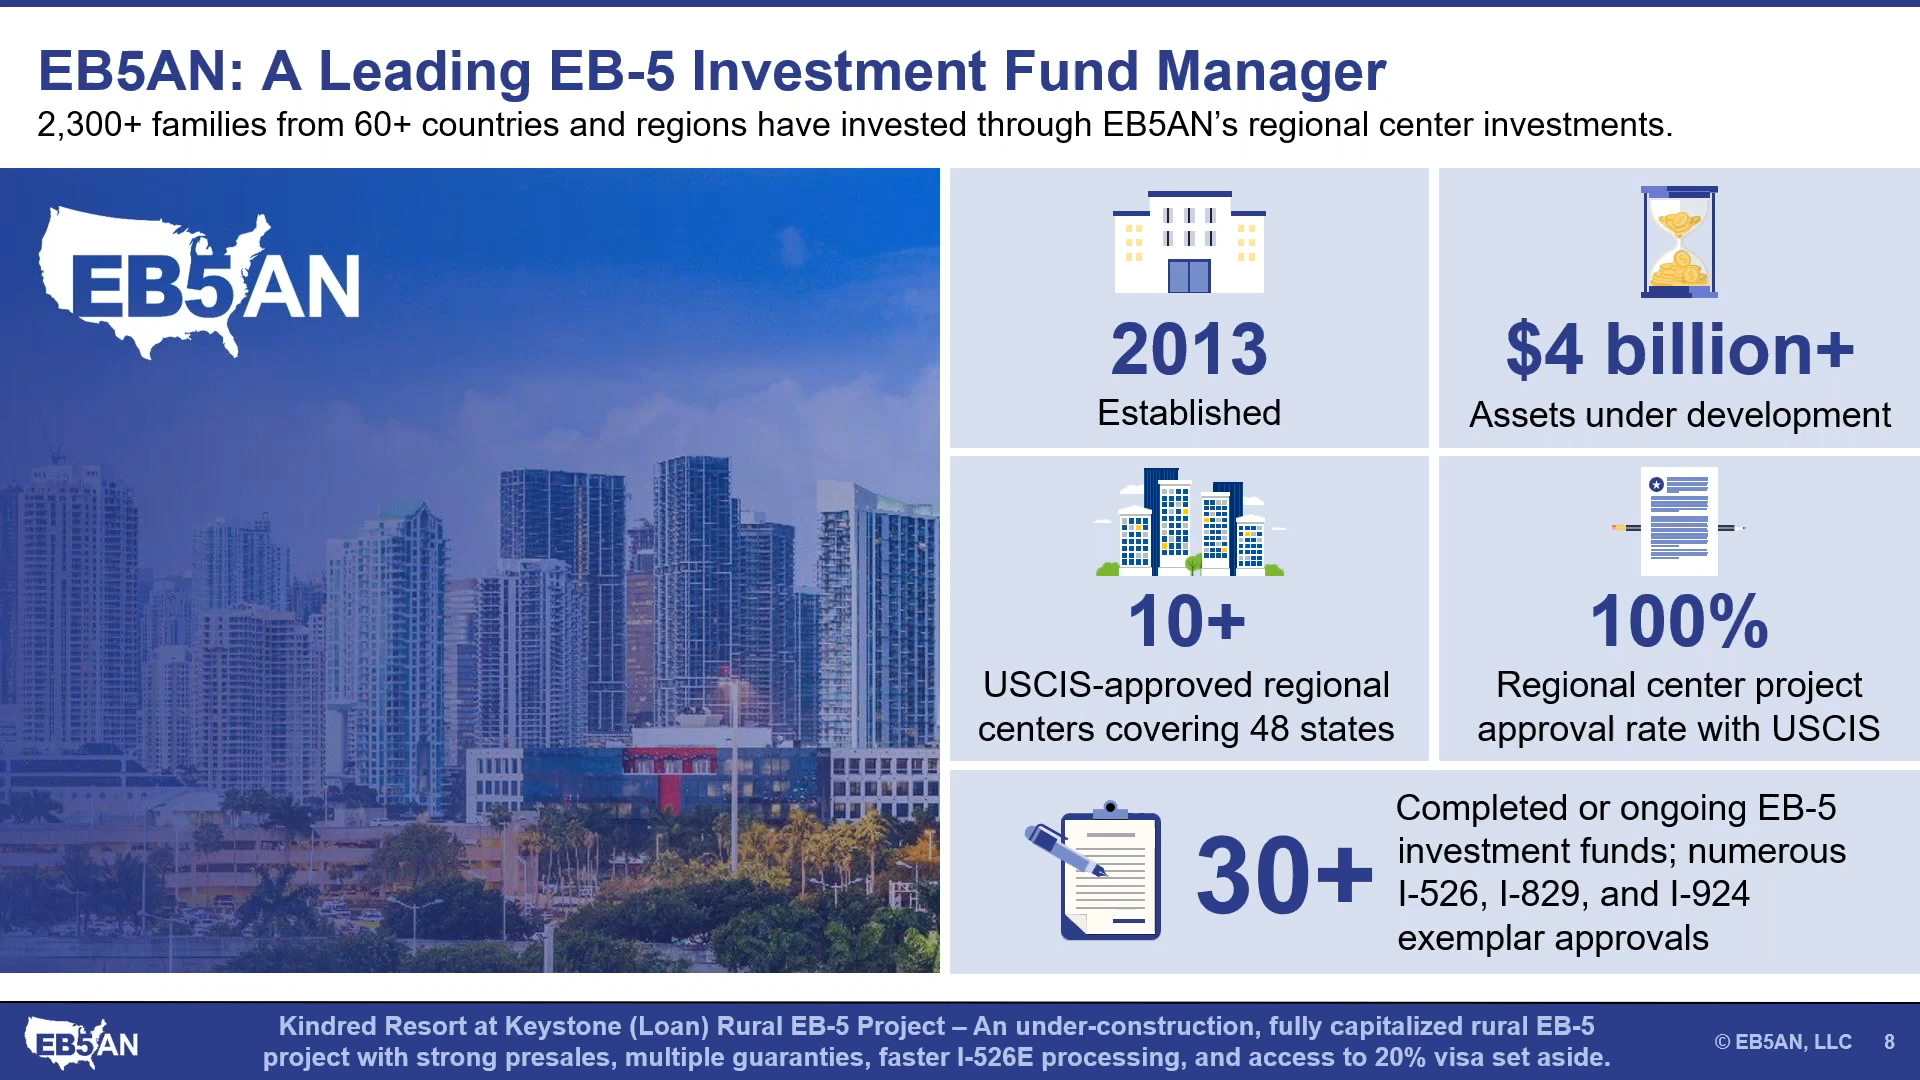 EB5AN: A Leading EB-5 Investment Fund Manager
2,300+ families from 60+ countries and regions have invested through EB5AN’s regional center investments.
EB5AN
2013
Established
$4 billion+
Assets under development
10+
USCIS-approved regional
centers covering 48 states
100%
Regional center project
approval rate with USCIS
30+
Completed or ongoing EB-5
investment funds; numerous
I-526, I-829, and I-924
exemplar approvals
EB5AN
Kindred Resort at Keystone (Loan) Rural EB-5 Project – An under-construction, fully capitalized rural EB-5
project with strong presales, multiple guaranties, faster I-526E processing, and access to 20% visa set aside.
© EB5AN, LLC 8